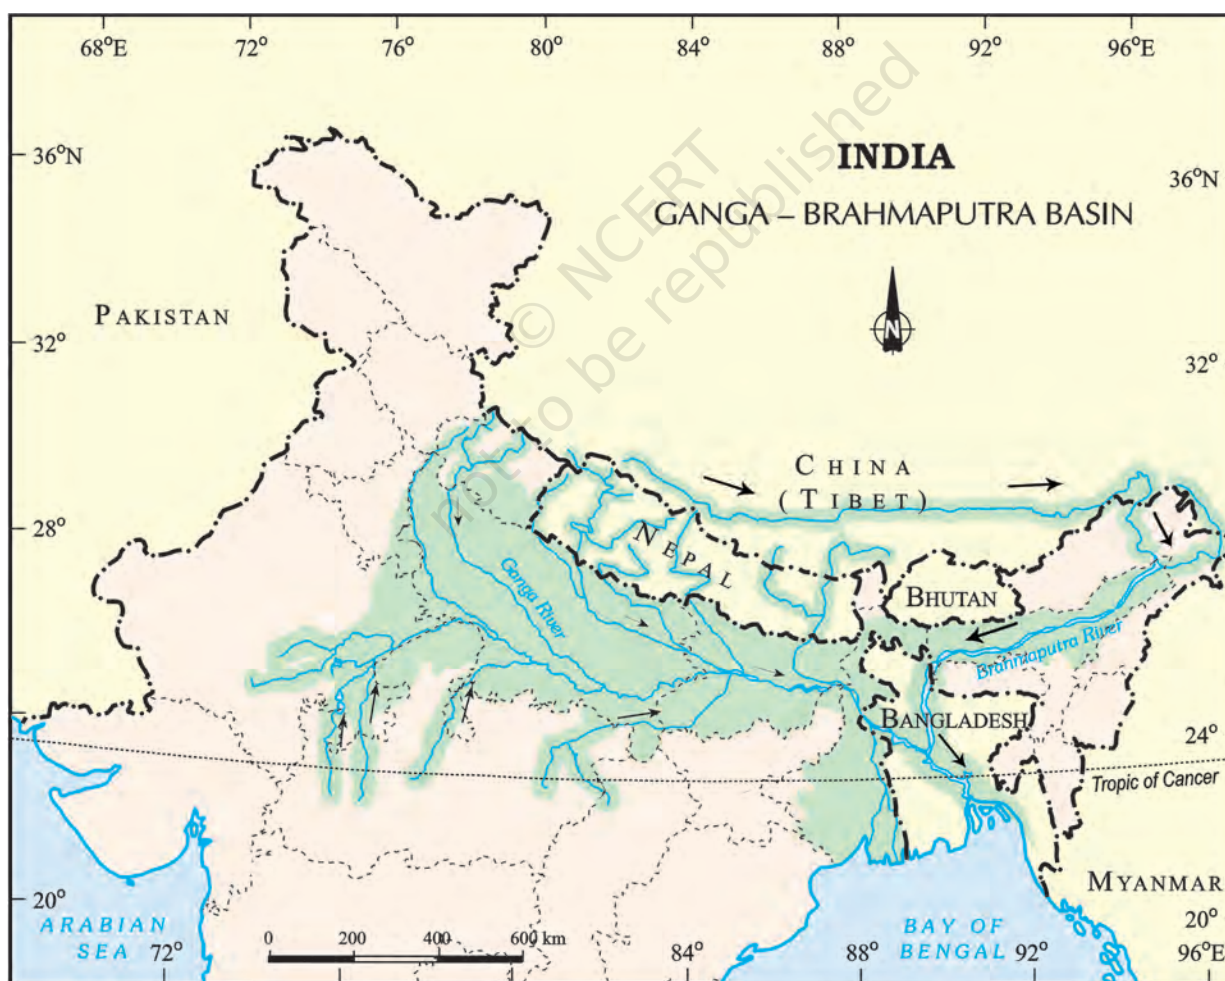 68°E 72° 76° 80° 84° 88° 92° 96°E
36°N
INDIA
36°N
GANGA – BRAHMAPUTRA BASIN
© NCERT
not to be republished
PAKISTAN
N
32°
32°
CHINA
(TIBET)
28°
NEPAL
Ganga River
BHUTAN
Brahmaputra River
BANGLADESH
24°
Tropic of Cancer
MYANMAR
20°
20°
ARABIAN
SEA
BAY OF
BENGAL
0 200 400 600 km
72° 84° 88° 92° 96°E